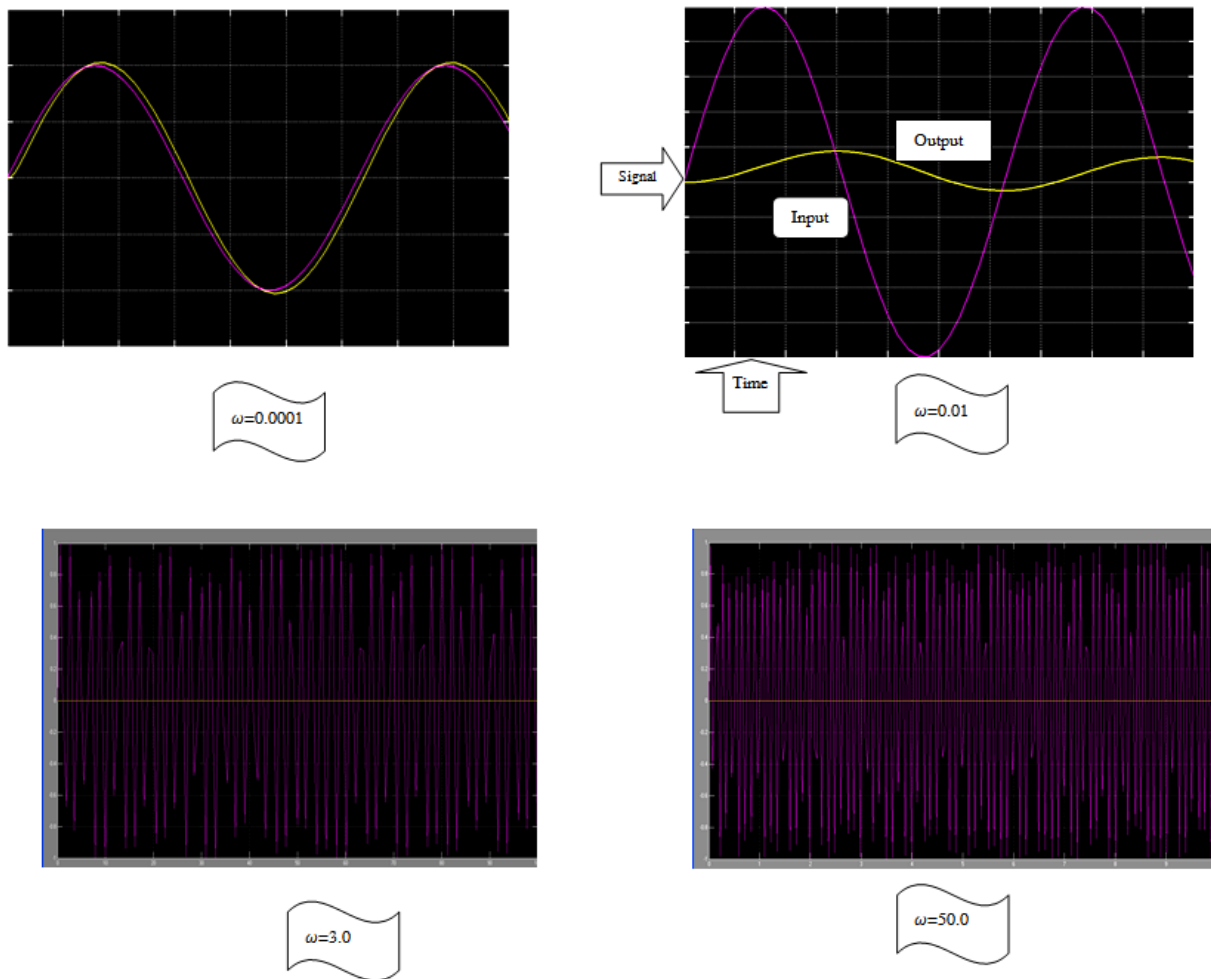 Output
Signal
Input
Time
ω=0.0001
ω=0.01
ω=3.0
ω=50.0